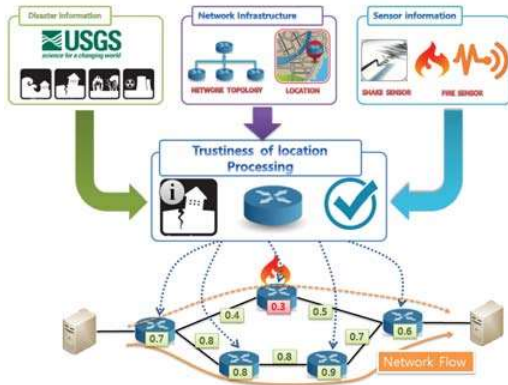 Disaster Information
USGS
science for a changing world
Network Infrastructure
NETWORK TOPOLOGY
LOCATION
Sensor information
SHAKE SENSOR
FIRE SENSOR
Trustiness of location
Processing
i
0.3
0.4
0.5
0.7
0.8
0.6
0.8
0.8
0.9
0.7
Network Flow